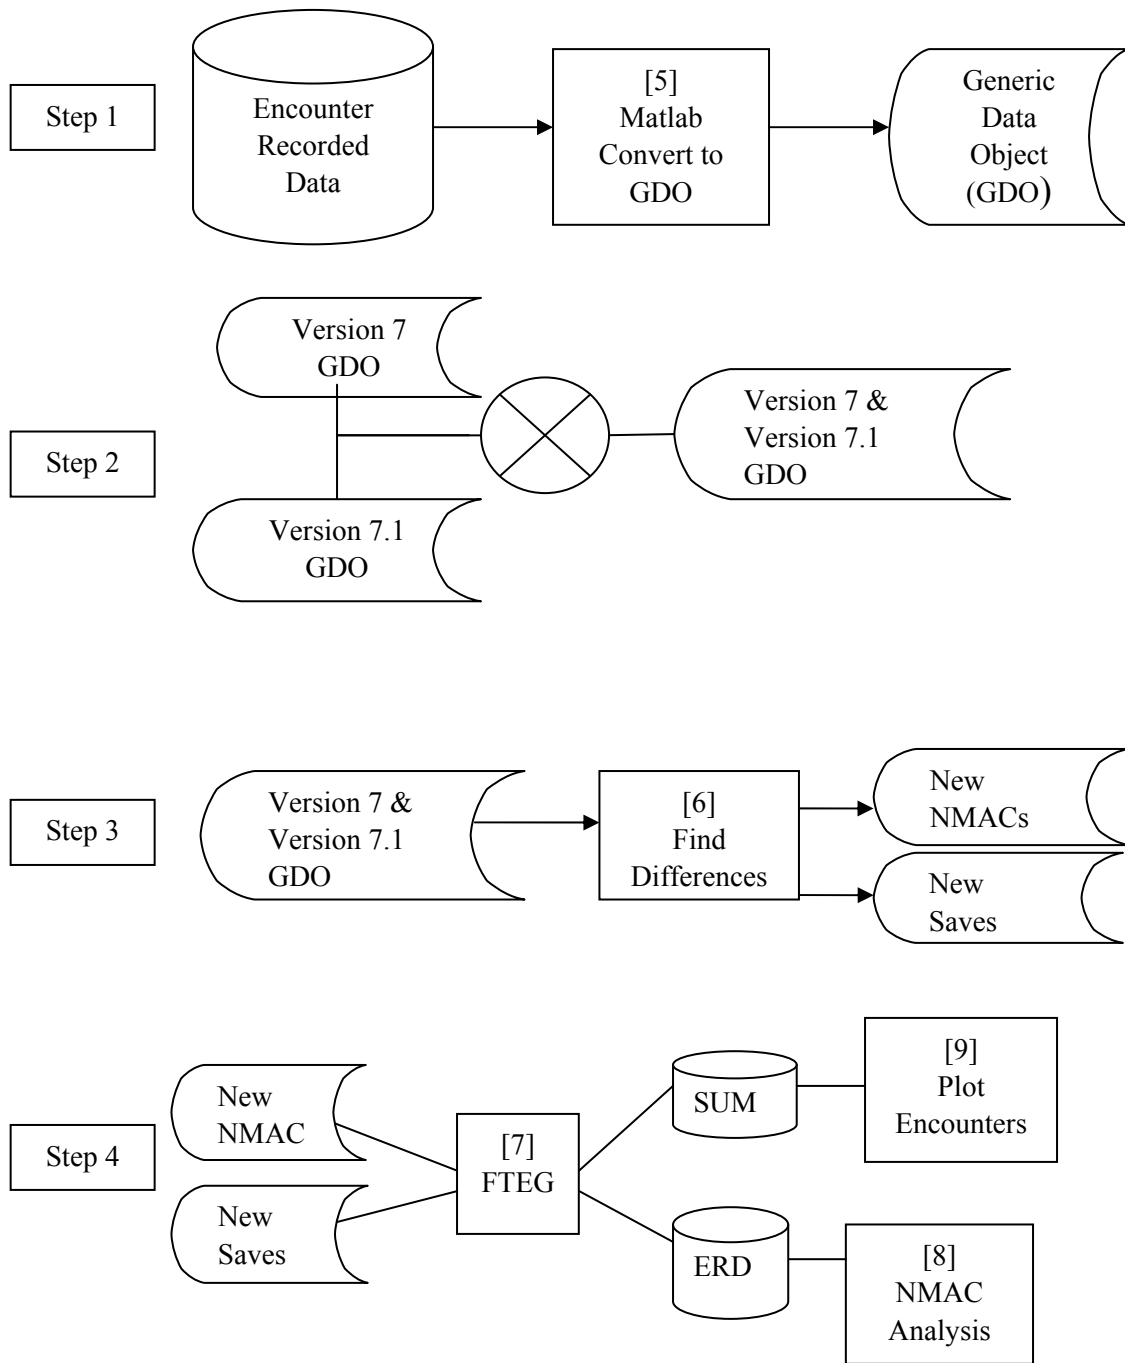 Step 1
Encounter
Recorded
Data
[5]
Matlab
Convert to
GDO
Generic
Data
Object
(GDO)
Step 2
Version 7
GDO
Version 7.1
GDO
Version 7 &
Version 7.1
GDO
Step 3
Version 7 &
Version 7.1
GDO
[6]
Find
Differences
New
NMACs
New
Saves
Step 4
New
NMAC
New
Saves
[7]
FTEG
SUM
ERD
[9]
Plot
Encounters
[8]
NMAC
Analysis